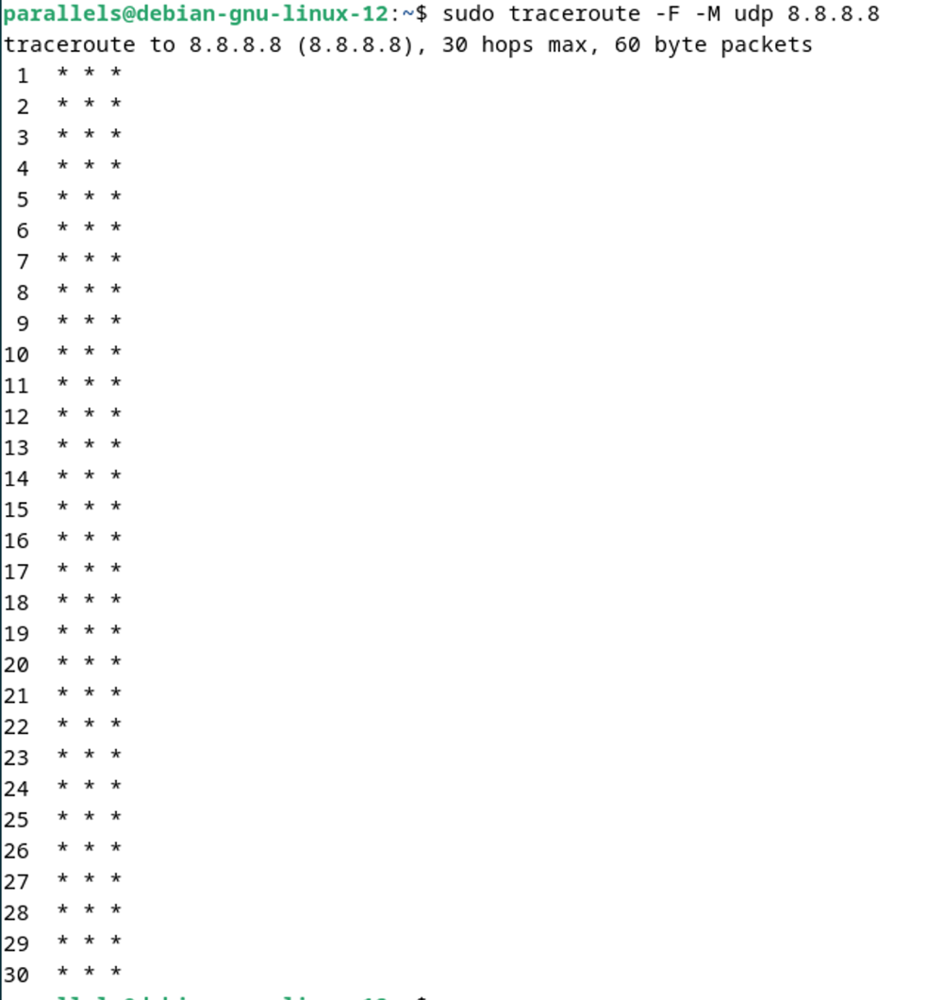 parallels@debian-gnu-linux-12:~$ sudo traceroute -F -M udp 8.8.8.8
traceroute to 8.8.8.8 (8.8.8.8), 30 hops max, 60 byte packets
 1  * * *
 2  * * *
 3  * * *
 4  * * *
 5  * * *
 6  * * *
 7  * * *
 8  * * *
 9  * * *
10  * * *
11  * * *
12  * * *
13  * * *
14  * * *
15  * * *
16  * * *
17  * * *
18  * * *
19  * * *
20  * * *
21  * * *
22  * * *
23  * * *
24  * * *
25  * * *
26  * * *
27  * * *
28  * * *
29  * * *
30  * * *